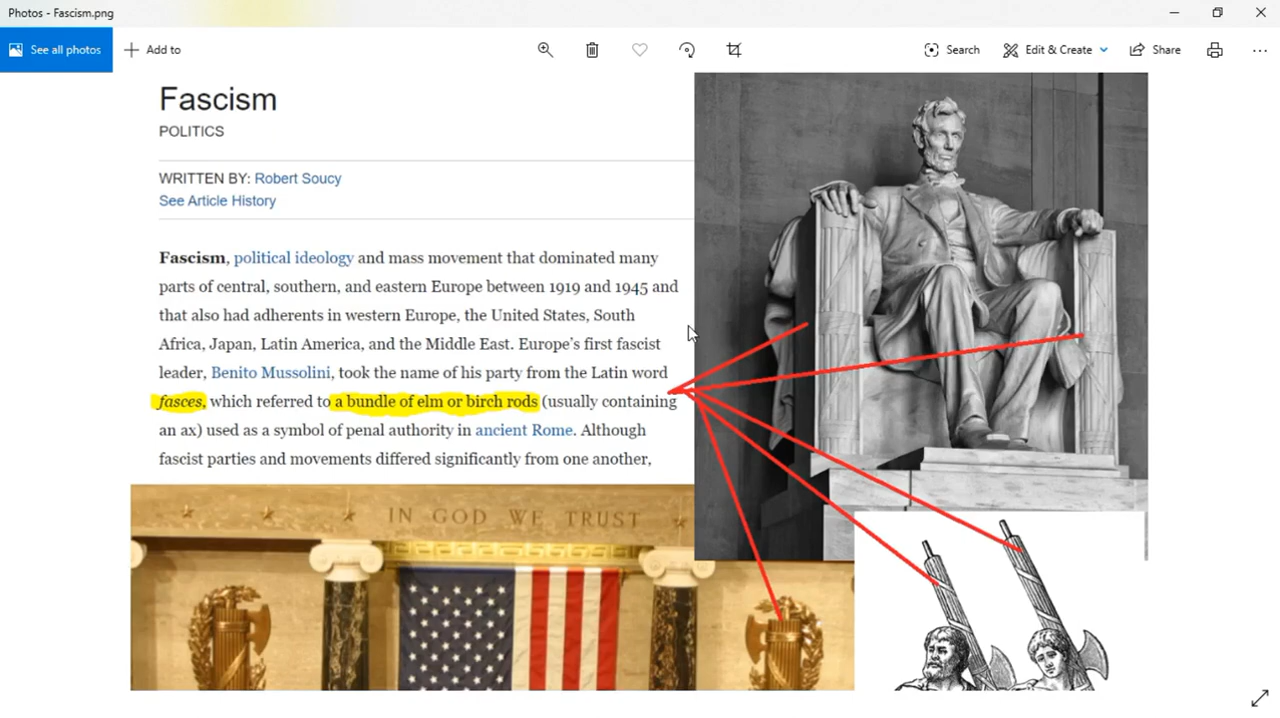 Photos - Fascism.png
See all photos
Add to
Search
Edit & Create
Share
Fascism
POLITICS
WRITTEN BY: Robert Soucy
See Article History
Fascism, political ideology and mass movement that dominated many
parts of central, southern, and eastern Europe between 1919 and 1945 and
that also had adherents in western Europe, the United States, South
Africa, Japan, Latin America, and the Middle East. Europe's first fascist
leader, Benito Mussolini, took the name of his party from the Latin word
fasces, which referred to a bundle of elm or birch rods (usually containing
an ax) used as a symbol of penal authority in ancient Rome. Although
fascist parties and movements differed significantly from one another,
IN GOD WE TRUST